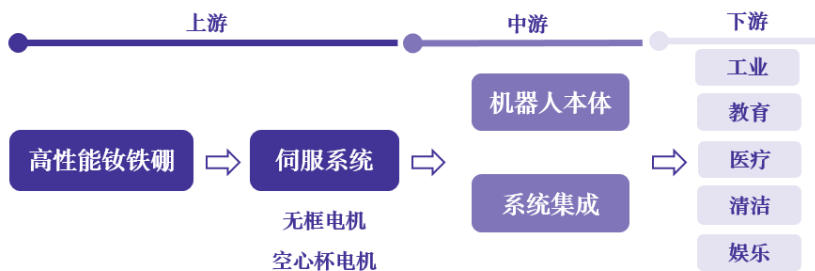 上游
中游
下游
高性能钕铁硼
伺服系统
无框电机
空心杯电机
机器人本体
系统集成
工业
教育
医疗
清洁
娱乐